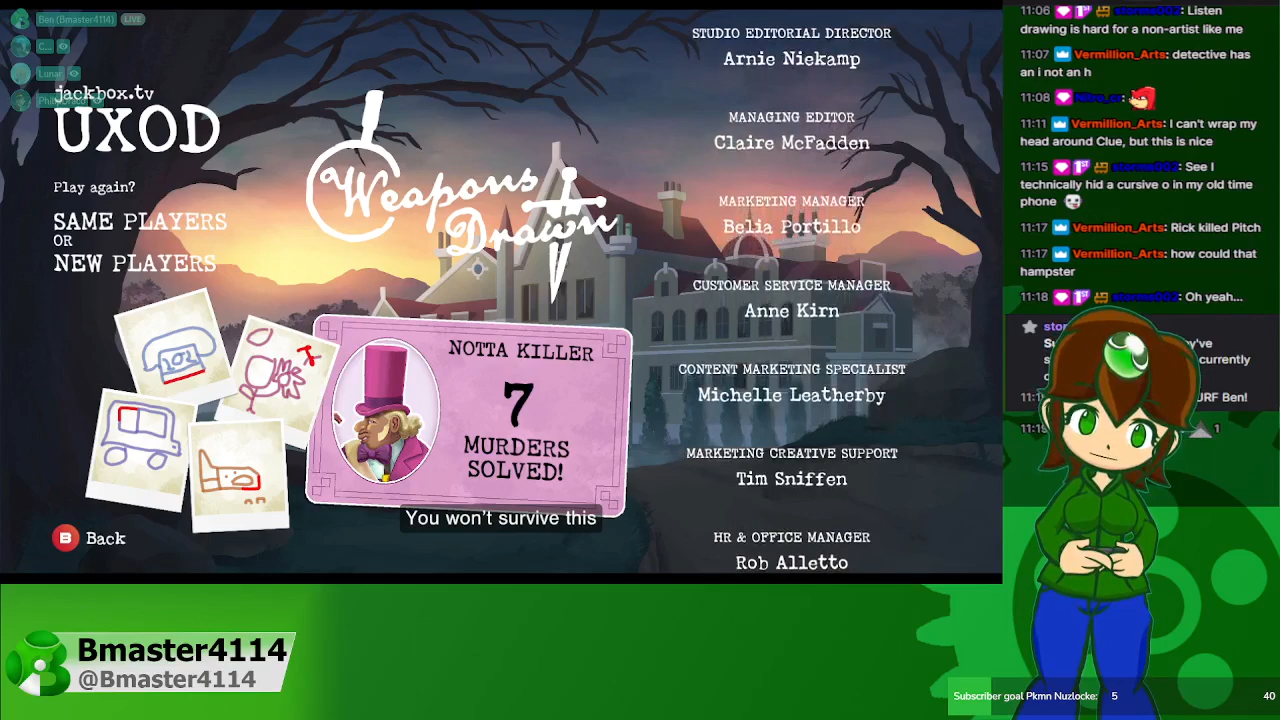 Ben (Bmaster4114) LIVE
C...
Lunar
jackbox.tv
UXOD
Play again?
SAME PLAYERS
OR
NEW PLAYERS
Weapons
Drawn
NOTTA KILLER
7
MURDERS
SOLVED!
You won't survive this
B Back
STUDIO EDITORIAL DIRECTOR
Arnie Niekamp
MANAGING EDITOR
Claire McFadden
MARKETING MANAGER
Belia Portillo
CUSTOMER SERVICE MANAGER
Anne Kirn
CONTENT MARKETING SPECIALIST
Michelle Leatherby
MARKETING CREATIVE SUPPORT
Tim Sniffen
HR & OFFICE MANAGER
Rob Alletto
11:06 storms002: Listen
drawing is hard for a non-artist like me
11:07 Vermillion_Arts: detective has
an i not an h
11:08
11:11 Vermillion_Arts: I can't wrap my
head around Clue, but this is nice
11:15 storms002: See I
technically hid a cursive o in my old time
phone
11:17 Vermillion_Arts: Rick killed Pitch
11:17 Vermillion_Arts: how could that
hampster
11:18 storms002: Oh yeah...
URF Ben!
1
Bmaster4114
@Bmaster4114
Subscriber goal Pkmn Nuzlocke: 5 40